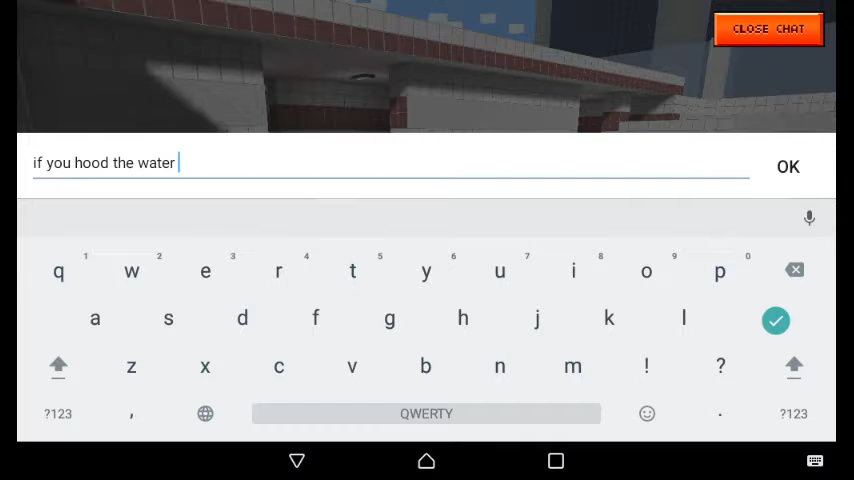 CLOSE CHAT
if you hood the water
OK
1 2 3 4 5 6 7 8 9 0
q w e r t y u i o p
a s d f g h j k l
z x c v b n m ! ?
?123 , QWERTY . ?123